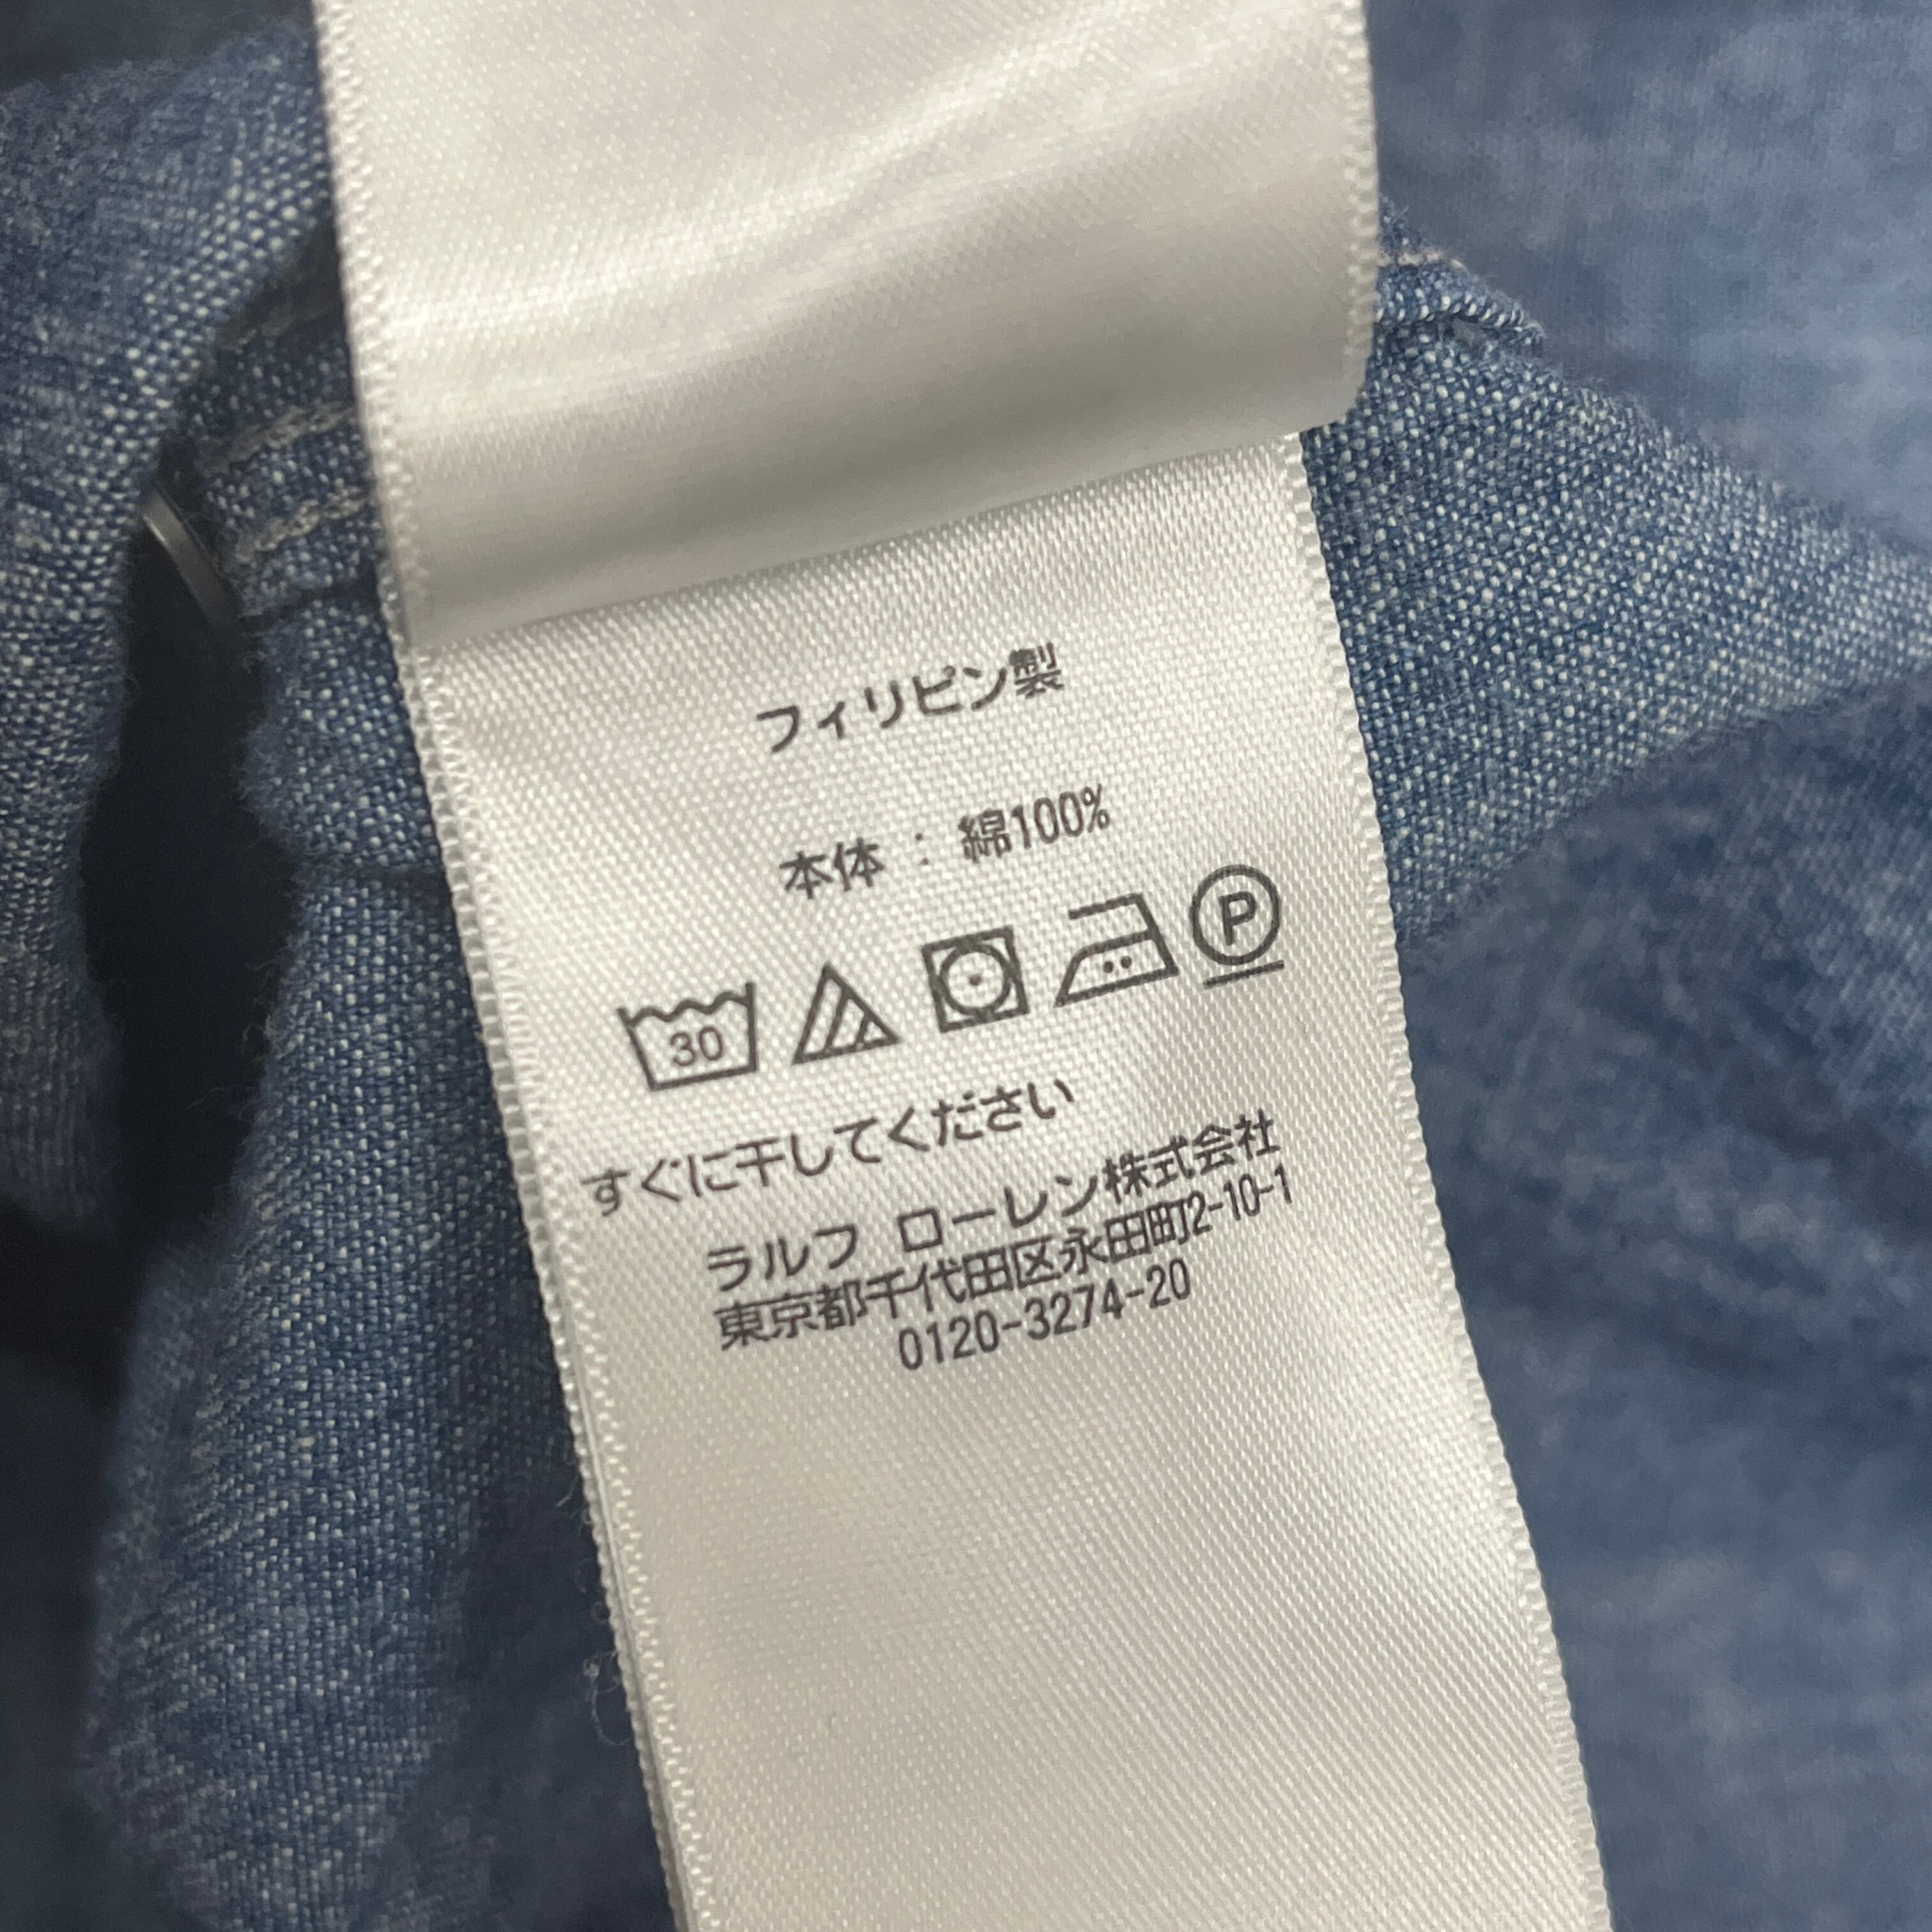 フィリピン製
本体 : 綿100%
30 P
すぐに干してください
ラルフ ローレン株式会社
東京都千代田区永田町2-10-1
0120-3274-20